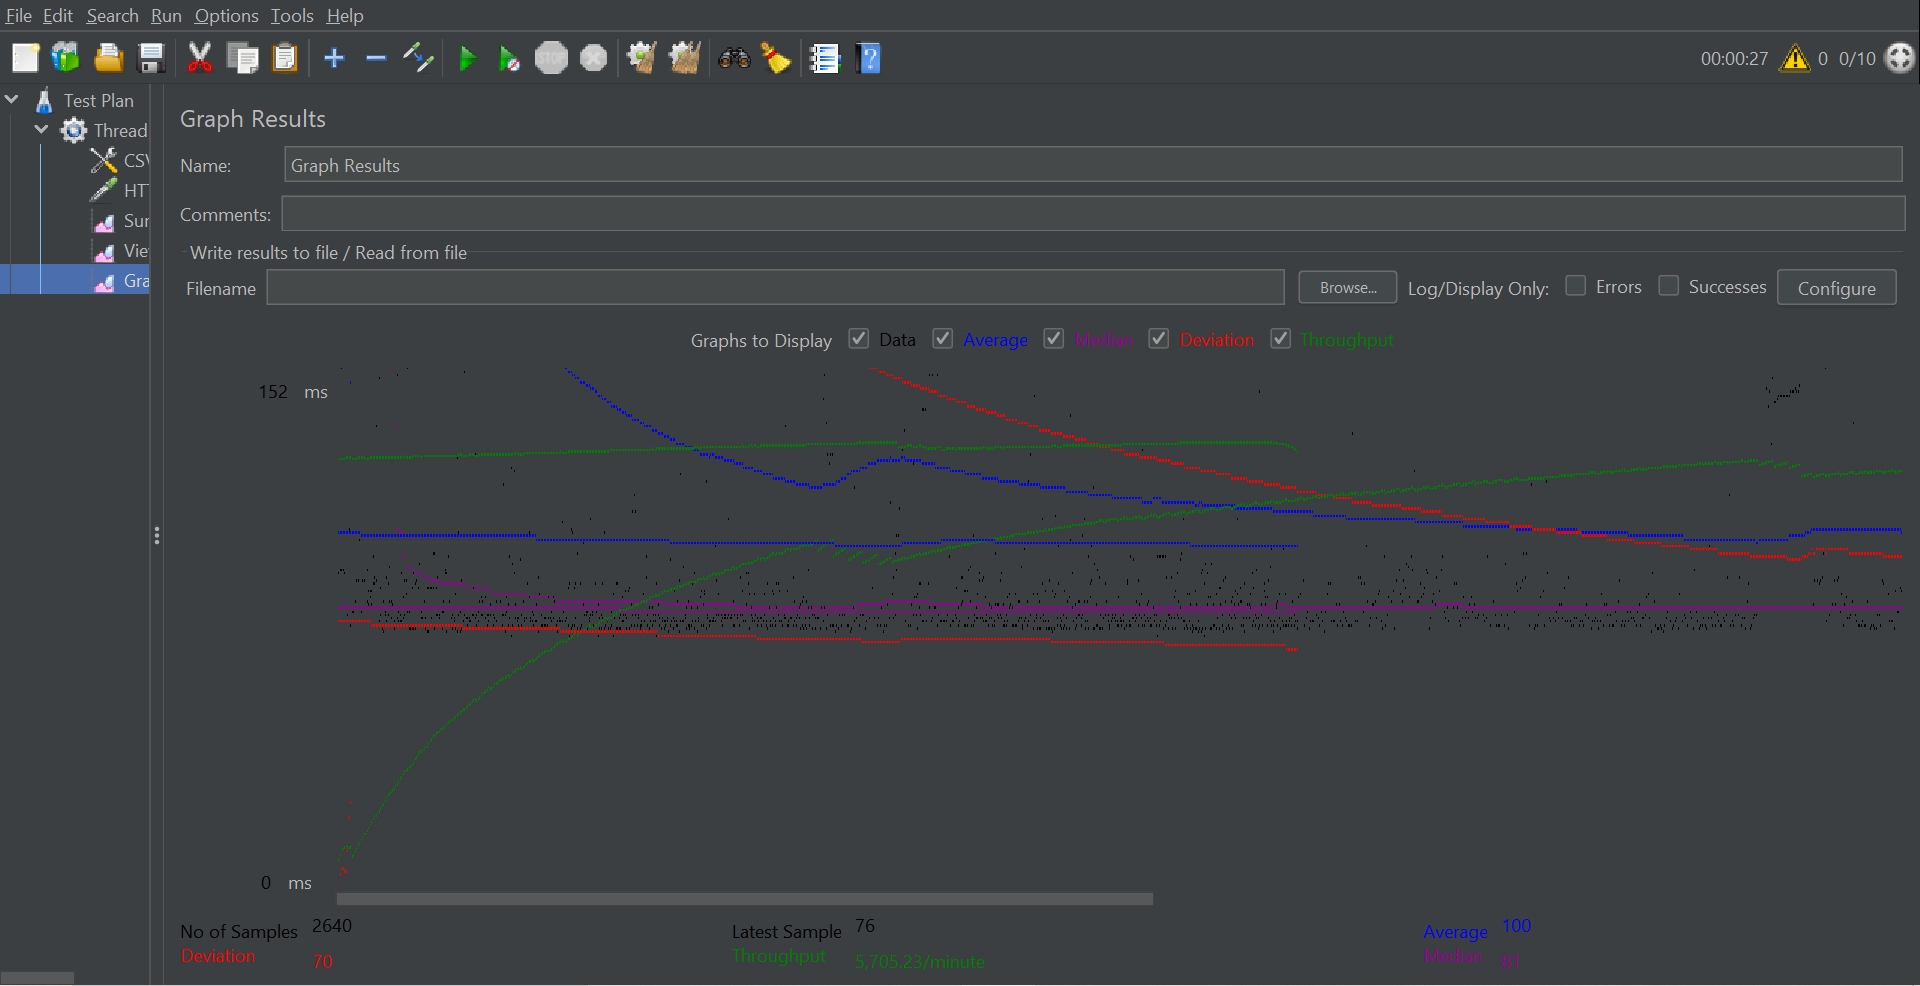 File Edit Search Run Options Tools Help
STOP
00:00:27 0 0/10
Test Plan
Thread
CSV
HT
Sur
Vie
Gra
Graph Results
Name: Graph Results
Comments:
Write results to file / Read from file
Filename Browse... Log/Display Only: Errors Successes Configure
Graphs to Display Data Average Median Deviation Throughput
152 ms
0 ms
No of Samples 2640 Latest Sample 76 Average 100
Deviation 70 Throughput 5,705.23/minute Median 81